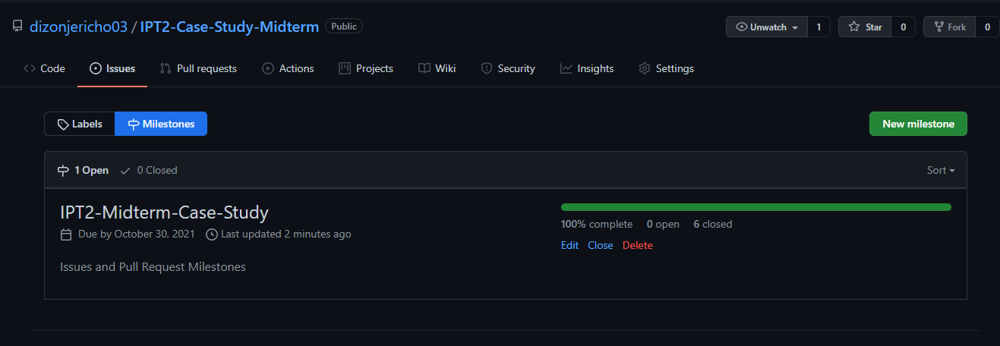 dizonjericho03 / IPT2-Case-Study-Midterm Public Unwatch 1 Star 0 Fork 0
Code Issues Pull requests Actions Projects Wiki Security Insights Settings
Labels Milestones New milestone
1 Open 0 Closed Sort
IPT2-Midterm-Case-Study
Due by October 30, 2021 Last updated 2 minutes ago
Issues and Pull Request Milestones
100% complete 0 open 6 closed
Edit Close Delete